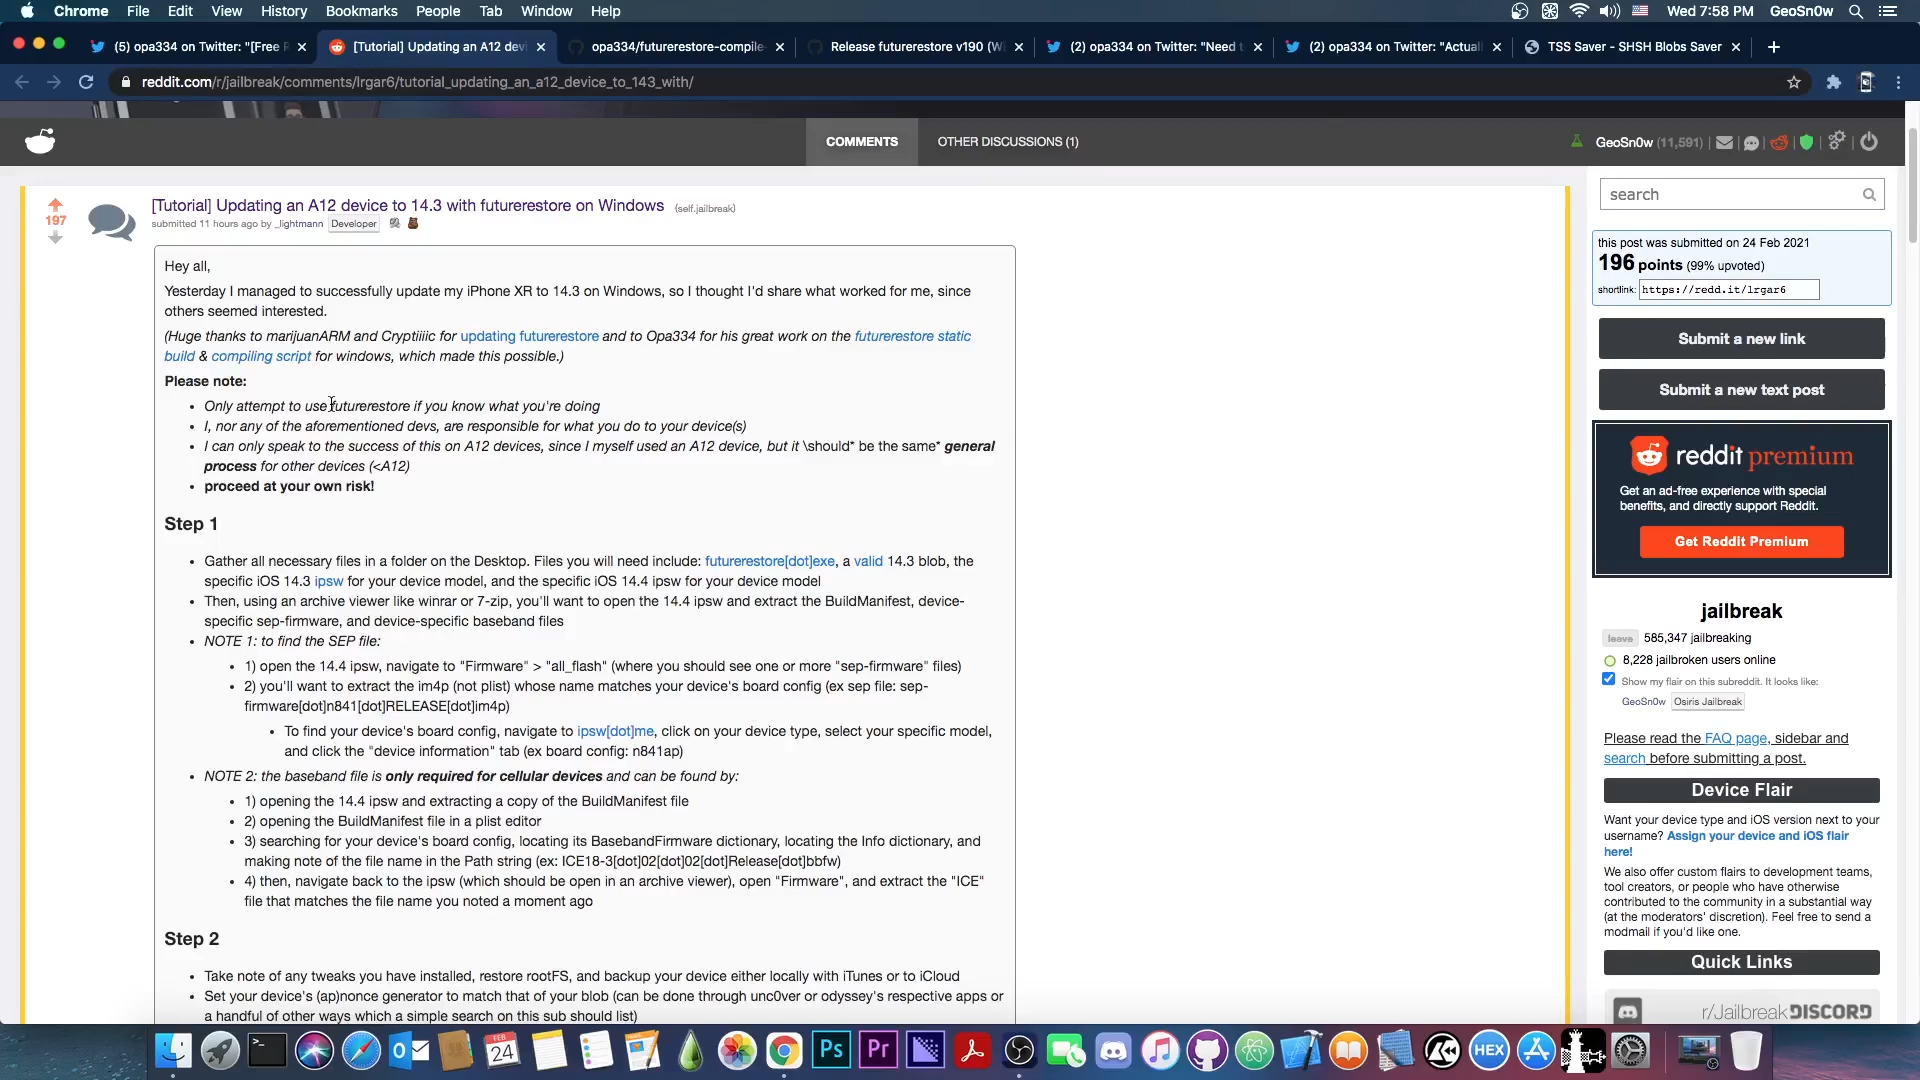 Chrome File Edit View History Bookmarks People Tab Window Help Wed 7:58 PM GeoSn0w
(5) opa334 on Twitter: "[Free R × [Tutorial] Updating an A12 devi × opa334/futurerestore-compile- × Release futurerestore v190 (Wi × (2) opa334 on Twitter: "Need t × (2) opa334 on Twitter: "Actual × TSS Saver - SHSH Blobs Saver × +
reddit.com/r/jailbreak/comments/lrgar6/tutorial_updating_an_a12_device_to_143_with/
COMMENTS OTHER DISCUSSIONS (1) GeoSn0w (11,591)
197
[Tutorial] Updating an A12 device to 14.3 with futurerestore on Windows (self.jailbreak)
submitted 11 hours ago by _lightmann Developer
Hey all,
Yesterday I managed to successfully update my iPhone XR to 14.3 on Windows, so I thought I'd share what worked for me, since
others seemed interested.
(Huge thanks to marijuanARM and Cryptiiiic for updating futurerestore and to Opa334 for his great work on the futurerestore static
build & compiling script for windows, which made this possible.)
Please note:
• Only attempt to use futurerestore if you know what you're doing
• I, nor any of the aforementioned devs, are responsible for what you do to your device(s)
• I can only speak to the success of this on A12 devices, since I myself used an A12 device, but it \should* be the same* general
process for other devices (<A12)
• proceed at your own risk!
Step 1
• Gather all necessary files in a folder on the Desktop. Files you will need include: futurerestore[dot]exe, a valid 14.3 blob, the
specific iOS 14.3 ipsw for your device model, and the specific iOS 14.4 ipsw for your device model
• Then, using an archive viewer like winrar or 7-zip, you'll want to open the 14.4 ipsw and extract the BuildManifest, device-
specific sep-firmware, and device-specific baseband files
• NOTE 1: to find the SEP file:
• 1) open the 14.4 ipsw, navigate to "Firmware" > "all_flash" (where you should see one or more "sep-firmware" files)
• 2) you'll want to extract the im4p (not plist) whose name matches your device's board config (ex sep file: sep-
firmware[dot]n841[dot]RELEASE[dot]im4p)
• To find your device's board config, navigate to ipsw[dot]me, click on your device type, select your specific model,
and click the "device information" tab (ex board config: n841ap)
• NOTE 2: the baseband file is only required for cellular devices and can be found by:
• 1) opening the 14.4 ipsw and extracting a copy of the BuildManifest file
• 2) opening the BuildManifest file in a plist editor
• 3) searching for your device's board config, locating its BasebandFirmware dictionary, locating the Info dictionary, and
making note of the file name in the Path string (ex: ICE18-3[dot]02[dot]02[dot]Release[dot]bbfw)
• 4) then, navigate back to the ipsw (which should be open in an archive viewer), open "Firmware", and extract the "ICE"
file that matches the file name you noted a moment ago
Step 2
• Take note of any tweaks you have installed, restore rootFS, and backup your device either locally with iTunes or to iCloud
• Set your device's (ap)nonce generator to match that of your blob (can be done through unc0ver or odyssey's respective apps or
a handful of other ways which a simple search on this sub should list)
search
this post was submitted on 24 Feb 2021
196 points (99% upvoted)
shortlink: https://redd.it/lrgar6
Submit a new link
Submit a new text post
reddit premium
Get an ad-free experience with special
benefits, and directly support Reddit.
Get Reddit Premium
jailbreak
leave 585,347 jailbreaking
8,228 jailbroken users online
Show my flair on this subreddit. It looks like:
GeoSn0w Osiris Jailbreak
Please read the FAQ page, sidebar and
search before submitting a post.
Device Flair
Want your device type and iOS version next to your
username? Assign your device and iOS flair
here!
We also offer custom flairs to development teams,
tool creators, or people who have otherwise
contributed to the community in a substantial way
(at the moderators' discretion). Feel free to send a
modmail if you'd like one.
Quick Links
r/JailbreakDISCORD
FEB
24
Ps
Pr
HEX